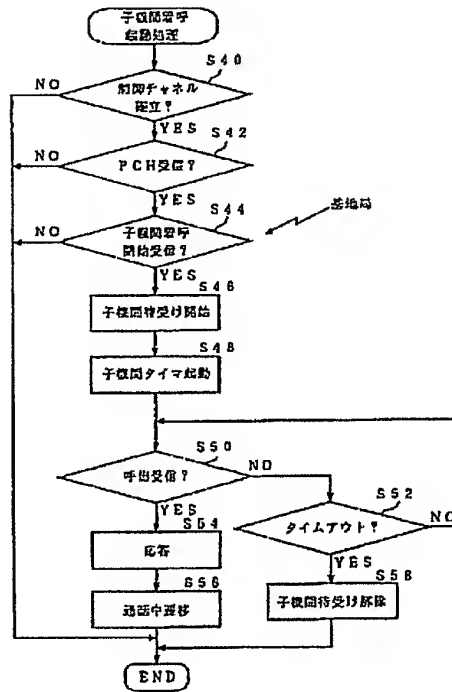 子機間着呼
起動処理
S40
制御チャネル
確立？
NO
YES
S42
PCH受信？
NO
YES
S44
子機間着呼
開始受信？
NO
基地局
YES
S46
子機間待受け開始
S48
子機間タイマ起動
S50
呼出受信？
NO
YES
S52
タイムアウト？
NO
S54
応答
YES
S58
子機間待受け解除
S56
通話中遷移
END